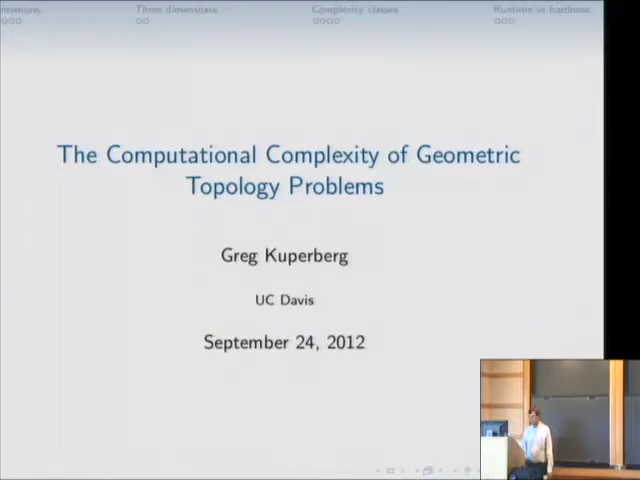 Three dimensions Complexity classes Runtime vs hardness
The Computational Complexity of Geometric
Topology Problems
Greg Kuperberg
UC Davis
September 24, 2012